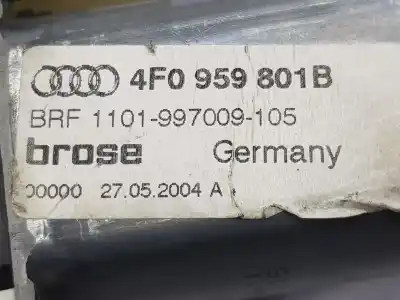 4F0 959 801B
BRF 1101-997009-105
brose Germany
00000 27.05.2004 A